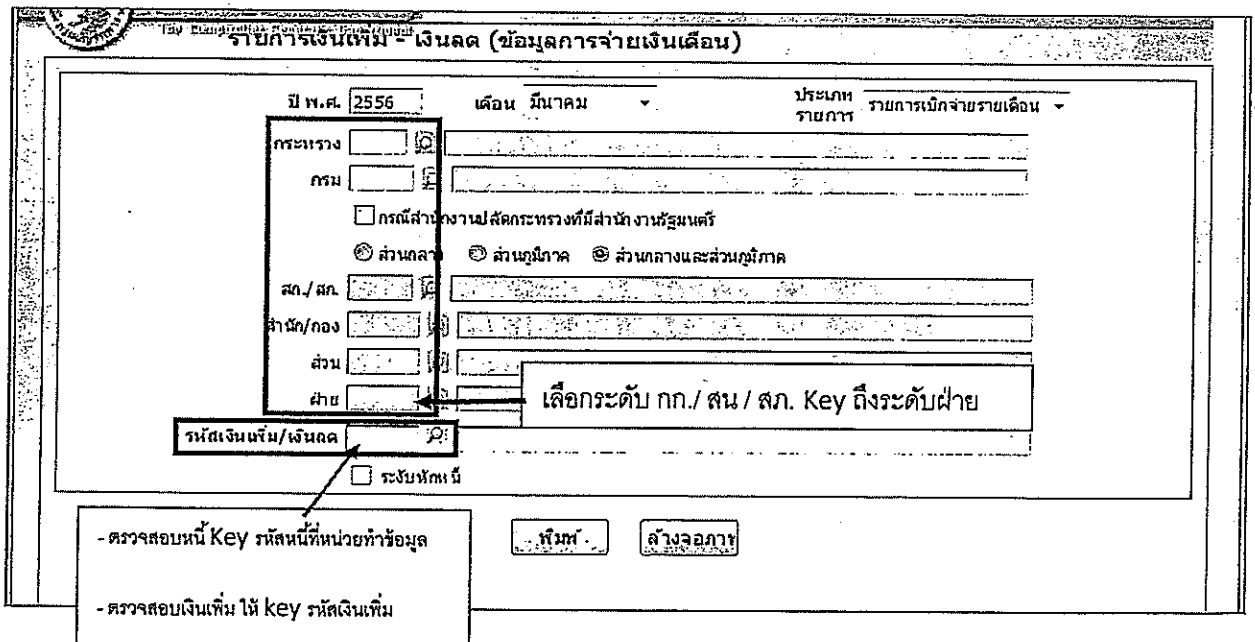 รายการเงินเพิ่ม - เงินลด (ข้อมูลการจ่ายเงินเดือน)
ปี พ.ศ. 2556 เดือน มีนาคม ประเภทรายการ รายการเบิกจ่ายรายเดือน
กระทรวง
กรม
กรณีสำนักงานปลัดกระทรวงที่มีสำนักงานรัฐมนตรี
ส่วนกลาง ส่วนภูมิภาค ส่วนกลางและส่วนภูมิภาค
สก./สก.
สำนัก/กอง
ส่วน
ฝ่าย
เลือกระดับ กก./ สน / สภ. Key ถึงระดับฝ่าย
รหัสเงินเพิ่ม/เงินลด
ระงับหักหนี้
- ตรวจสอบหนี้ Key รหัสหนี้ที่หน่วยทำข้อมูล
พิมพ์ ล้างจอภาพ
- ตรวจสอบเงินเพิ่ม ให้ key รหัสเงินเพิ่ม